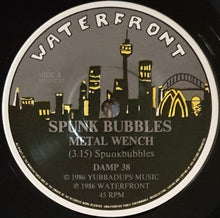 WATERFRONT
SIDE 1
SPUNK BUBBLES
METAL WENCH
(3.15) Spunkbubbles
DAMP 38
© 1986 YUBBADUPS MUSIC
℗ 1986 WATERFRONT
45 RPM